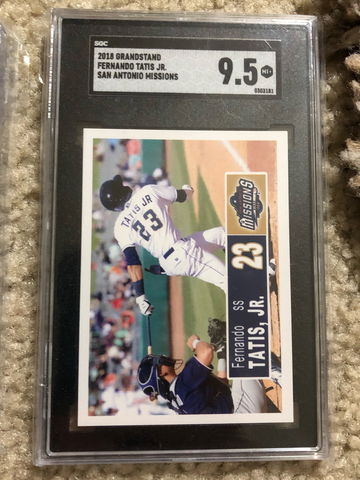 SGC
2018 GRANDSTAND
FERNANDO TATIS JR.
SAN ANTONIO MISSIONS
9.5
MT+
0303181
TATIS JR
23
MISSIONS
23
Fernando SS
TATIS, JR.